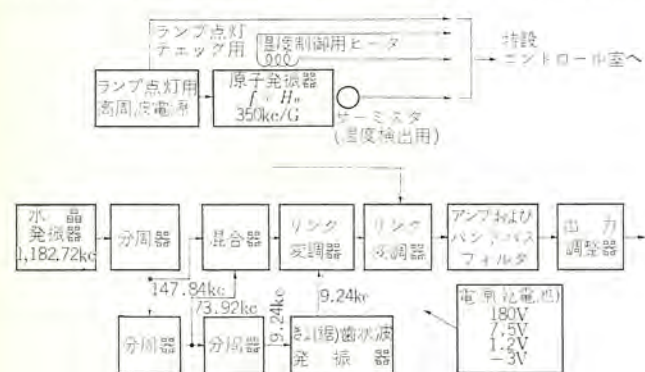 ランプ点灯
チェック用
温度制御用ヒータ
特設
コントロール室へ
ランプ点灯用
高周波電源
原子発振器
350kc/G
サーミスタ
(温度検出用)
水晶
発振器
1,182.72kc
分周器
混合器
リング
変調器
リング
変調器
アンプおよび
バンドパス
フィルタ
出力
調整器
147.84kc
73.92kc
9.24kc
9.24kc
分周器
分周器
きょ(鋸)歯状波
発振器
180V
7.5V
1.2V
-3V